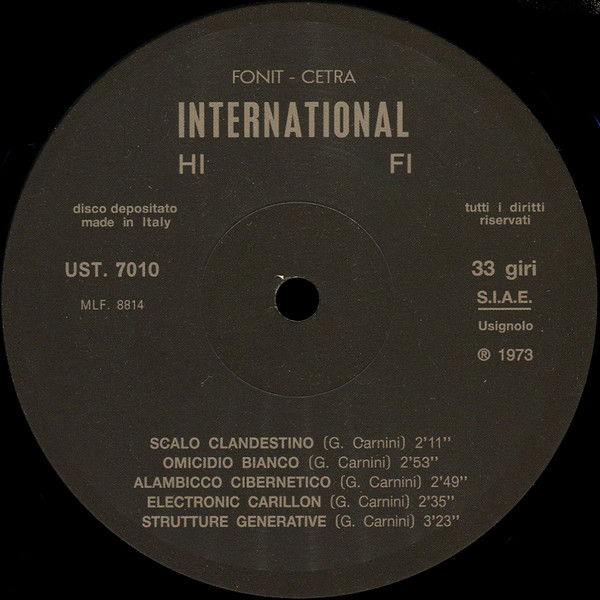 FONIT - CETRA
INTERNATIONAL
HI FI
disco depositato
made in Italy
tutti i diritti
riservati
UST. 7010
MLF. 8814
33 giri
S.I.A.E.
Usignolo
℗ 1973
SCALO CLANDESTINO (G. Carnini) 2'11"
OMICIDIO BIANCO (G. Carnini) 2'53"
ALAMBICCO CIBERNETICO (G. Carnini) 2'49"
ELECTRONIC CARILLON (G. Carnini) 2'35"
STRUTTURE GENERATIVE (G. Carnini) 3'23"